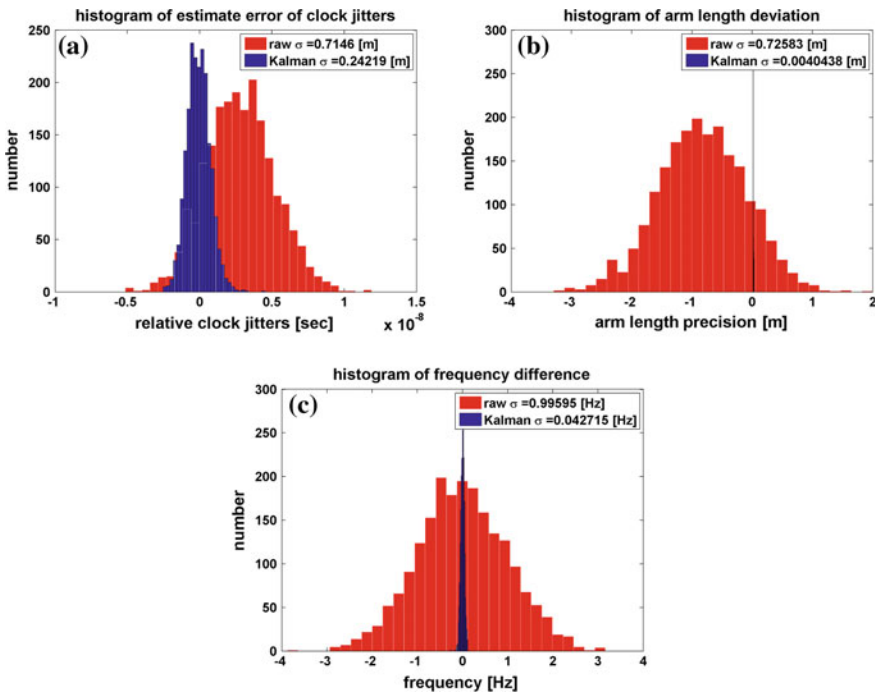 histogram of estimate error of clock jitters
(a)
raw σ =0.7146 [m]
Kalman σ =0.24219 [m]
number
250
200
150
100
50
0
-1 -0.5 0 0.5 1 1.5
x 10⁻⁸
relative clock jitters [sec]
histogram of arm length deviation
(b)
raw σ =0.72583 [m]
Kalman σ =0.0040438 [m]
number
300
250
200
150
100
50
0
-4 -3 -2 -1 0 1 2
arm length precision [m]
histogram of frequency difference
(c)
raw σ =0.99595 [Hz]
Kalman σ =0.042715 [Hz]
number
300
250
200
150
100
50
0
-4 -3 -2 -1 0 1 2 3 4
frequency [Hz]